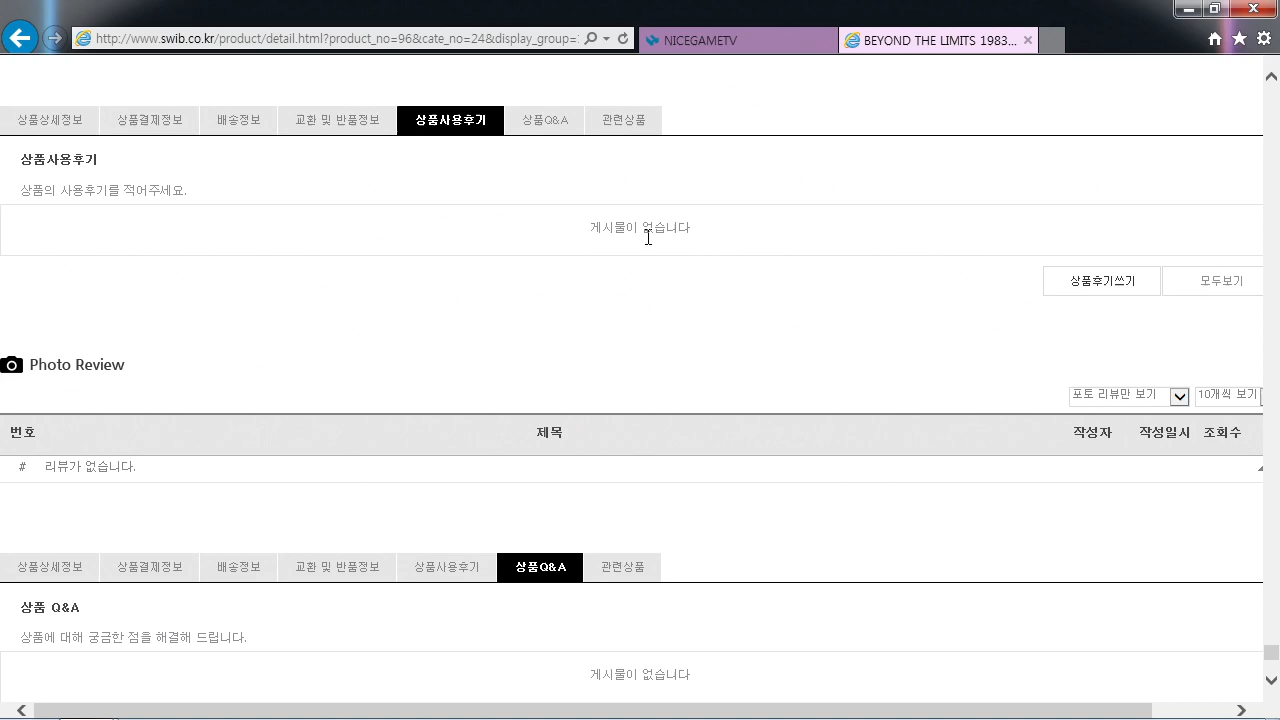 http://www.swib.co.kr/product/detail.html?product_no=96&cate_no=24&display_group=
NICEGAMETV
BEYOND THE LIMITS 1983...
상품상세정보 상품결제정보 배송정보 교환 및 반품정보 상품사용후기 상품Q&A 관련상품
상품사용후기
상품의 사용후기를 적어주세요.
게시물이 없습니다
상품후기쓰기 모두보기
Photo Review
포토 리뷰만 보기 10개씩 보기
번호 제목 작성자 작성일시 조회수
# 리뷰가 없습니다.
상품상세정보 상품결제정보 배송정보 교환 및 반품정보 상품사용후기 상품Q&A 관련상품
상품 Q&A
상품에 대해 궁금한 점을 해결해 드립니다.
게시물이 없습니다